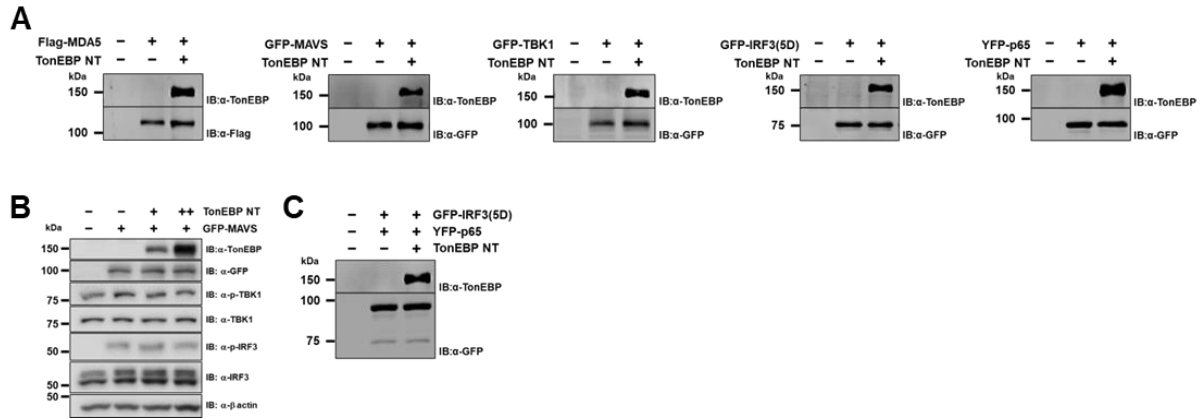 A
Flag-MDA5 – + +
TonEBP NT – – +
kDa
150
IB:α-TonEBP
100
IB:α-Flag
GFP-MAVS – + +
TonEBP NT – – +
kDa
150
IB:α-TonEBP
100
IB:α-GFP
GFP-TBK1 – + +
TonEBP NT – – +
kDa
150
IB:α-TonEBP
100
IB:α-GFP
GFP-IRF3(5D) – + +
TonEBP NT – – +
kDa
150
IB:α-TonEBP
75
IB:α-GFP
YFP-p65 – + +
TonEBP NT – – +
kDa
150
IB:α-TonEBP
100
IB:α-GFP
B
– – + ++ TonEBP NT
– + + + GFP-MAVS
kDa
150
IB:α-TonEBP
100
IB: α-GFP
75
IB: α-p-TBK1
75
IB: α-TBK1
50
IB: α-p-IRF3
50
IB: α-IRF3
50
IB: α-β actin
C
– + + GFP-IRF3(5D)
– + + YFP-p65
– – + TonEBP NT
kDa
150
IB:α-TonEBP
100
75
IB:α-GFP